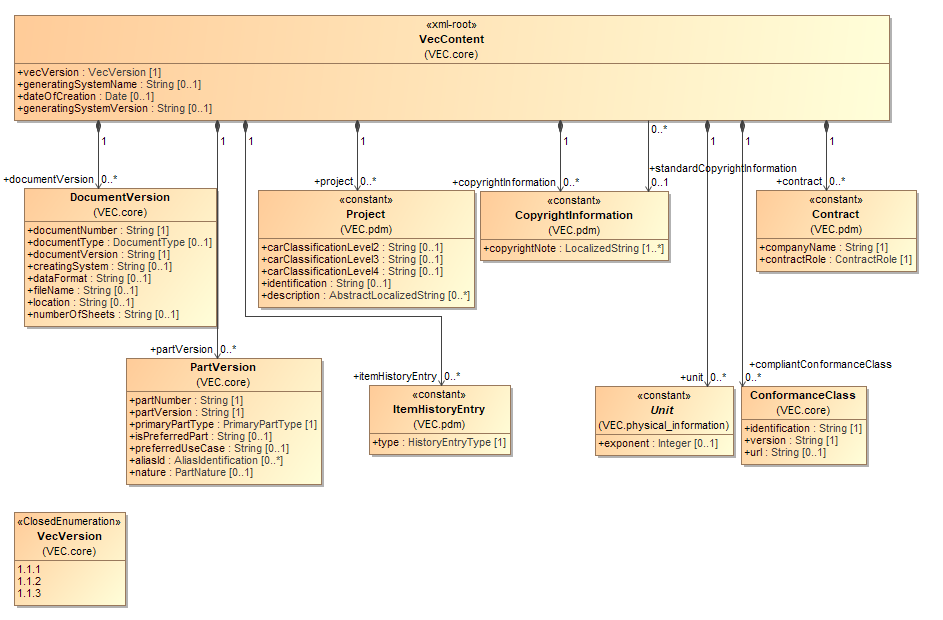 «xml-root»
VecContent
(VEC.core)
+vecVersion : VecVersion [1]
+generatingSystemName : String [0..1]
+dateOfCreation : Date [0..1]
+generatingSystemVersion : String [0..1]
1
1
1
1
1
0..*
1
1
1
+documentVersion
0..*
+project
0..*
+copyrightInformation
0..*
+standardCopyrightInformation
0..1
+contract
0..*
DocumentVersion
(VEC.core)
+documentNumber : String [1]
+documentType : DocumentType [0..1]
+documentVersion : String [1]
+creatingSystem : String [0..1]
+dataFormat : String [0..1]
+fileName : String [0..1]
+location : String [0..1]
+numberOfSheets : String [0..1]
«constant»
Project
(VEC.pdm)
+carClassificationLevel2 : String [0..1]
+carClassificationLevel3 : String [0..1]
+carClassificationLevel4 : String [0..1]
+identification : String [0..1]
+description : AbstractLocalizedString [0..*]
«constant»
CopyrightInformation
(VEC.pdm)
+copyrightNote : LocalizedString [1..*]
«constant»
Contract
(VEC.pdm)
+companyName : String [1]
+contractRole : ContractRole [1]
+partVersion
0..*
+itemHistoryEntry
0..*
+unit
0..*
+compliantConformanceClass
0..*
PartVersion
(VEC.core)
+partNumber : String [1]
+partVersion : String [1]
+primaryPartType : PrimaryPartType [1]
+isPreferredPart : String [0..1]
+preferredUseCase : String [0..1]
+aliasId : AliasIdentification [0..*]
+nature : PartNature [0..1]
«constant»
ItemHistoryEntry
(VEC.pdm)
+type : HistoryEntryType [1]
«constant»
Unit
(VEC.physical_information)
+exponent : Integer [0..1]
ConformanceClass
(VEC.core)
+identification : String [1]
+version : String [1]
+url : String [0..1]
«ClosedEnumeration»
VecVersion
(VEC.core)
1.1.1
1.1.2
1.1.3